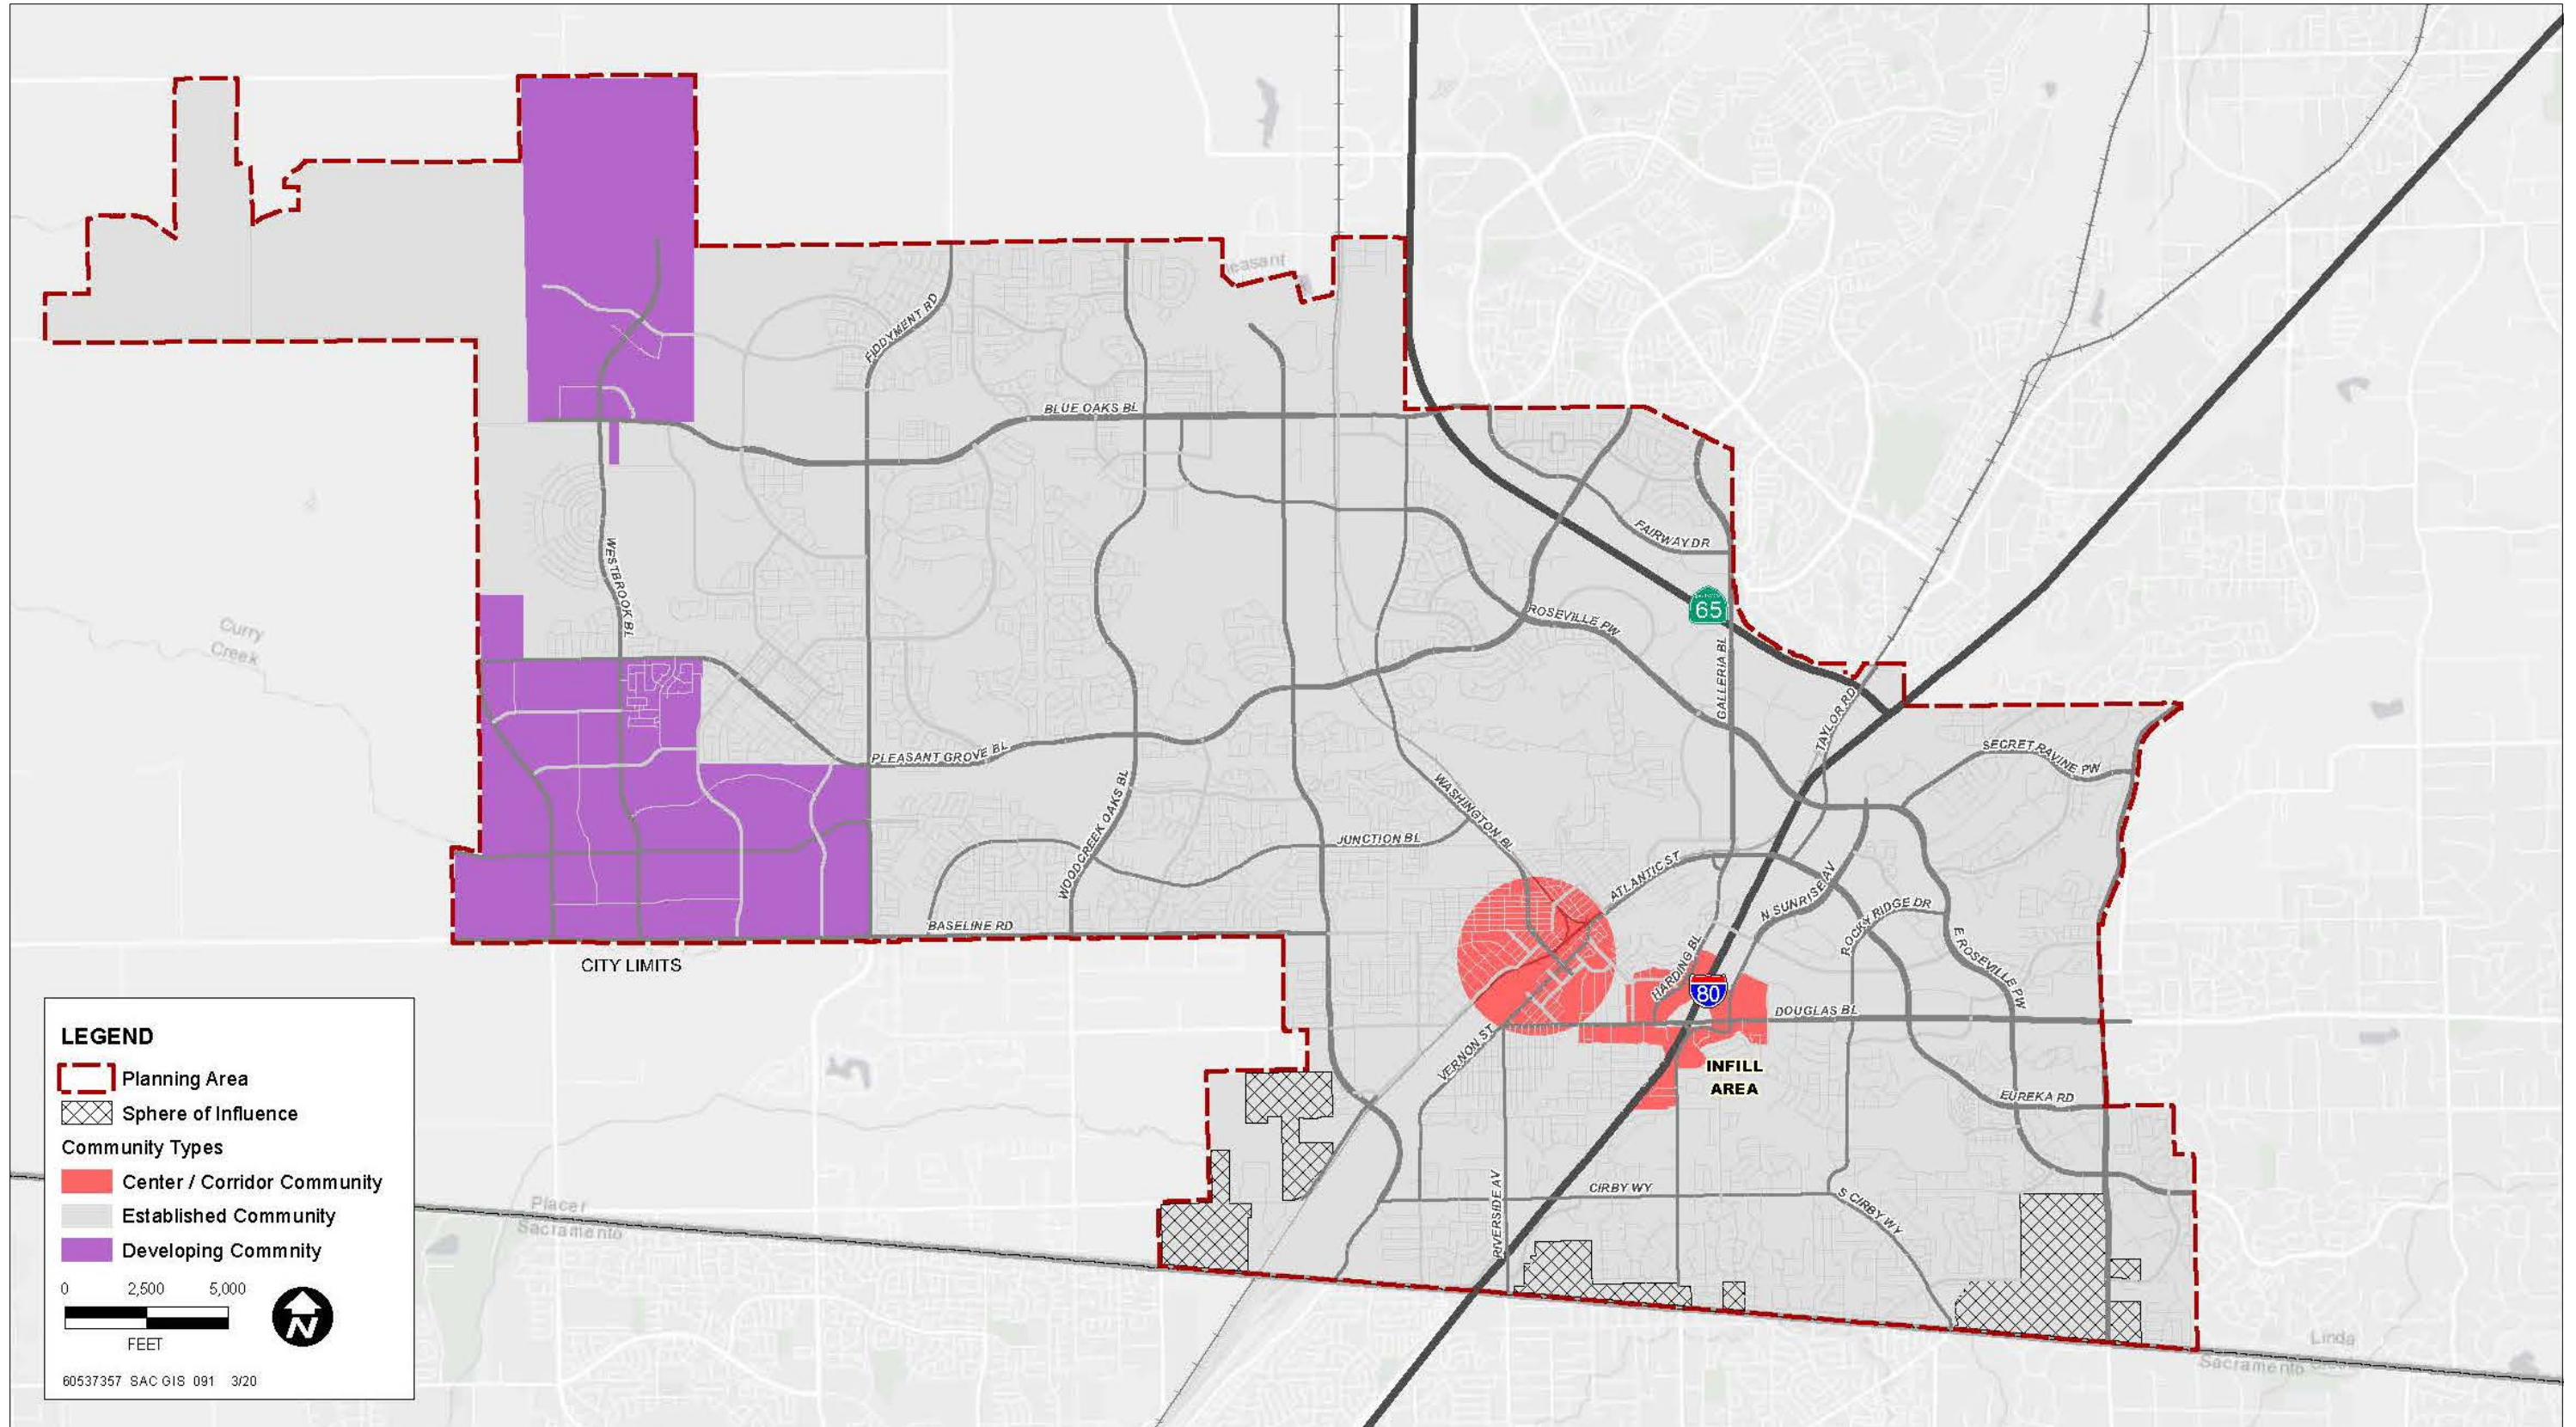 easant
FIDDYMENT RD
BLUE OAKS BL
FAIRWAY DR
WESTBROOK BL
65
ROSEVILLE PW
GALLERIA BL
Curry
Creek
TAYLOR RD
SECRET RAVINE PW
PLEASANT GROVE BL
WASHINGTON BL
WOODCREEK OAKS BL
JUNCTION BL
ATLANTIC ST
N SUNRISE AV
ROCKY RIDGE DR
BASELINE RD
E ROSEVILLE PW
HARDING BL
CITY LIMITS
80
DOUGLAS BL
VERNON ST
INFILL
AREA
EUREKA RD
RIVERSIDE AV
CIRBY WY
S CIRBY WY
Placer
Sacramento
Linda
Sacramento
LEGEND
Planning Area
Sphere of Influence
Community Types
Center / Corridor Community
Established Community
Developing Commnity
0 2,500 5,000
FEET
N
60537357 SAC GIS 091 3/20